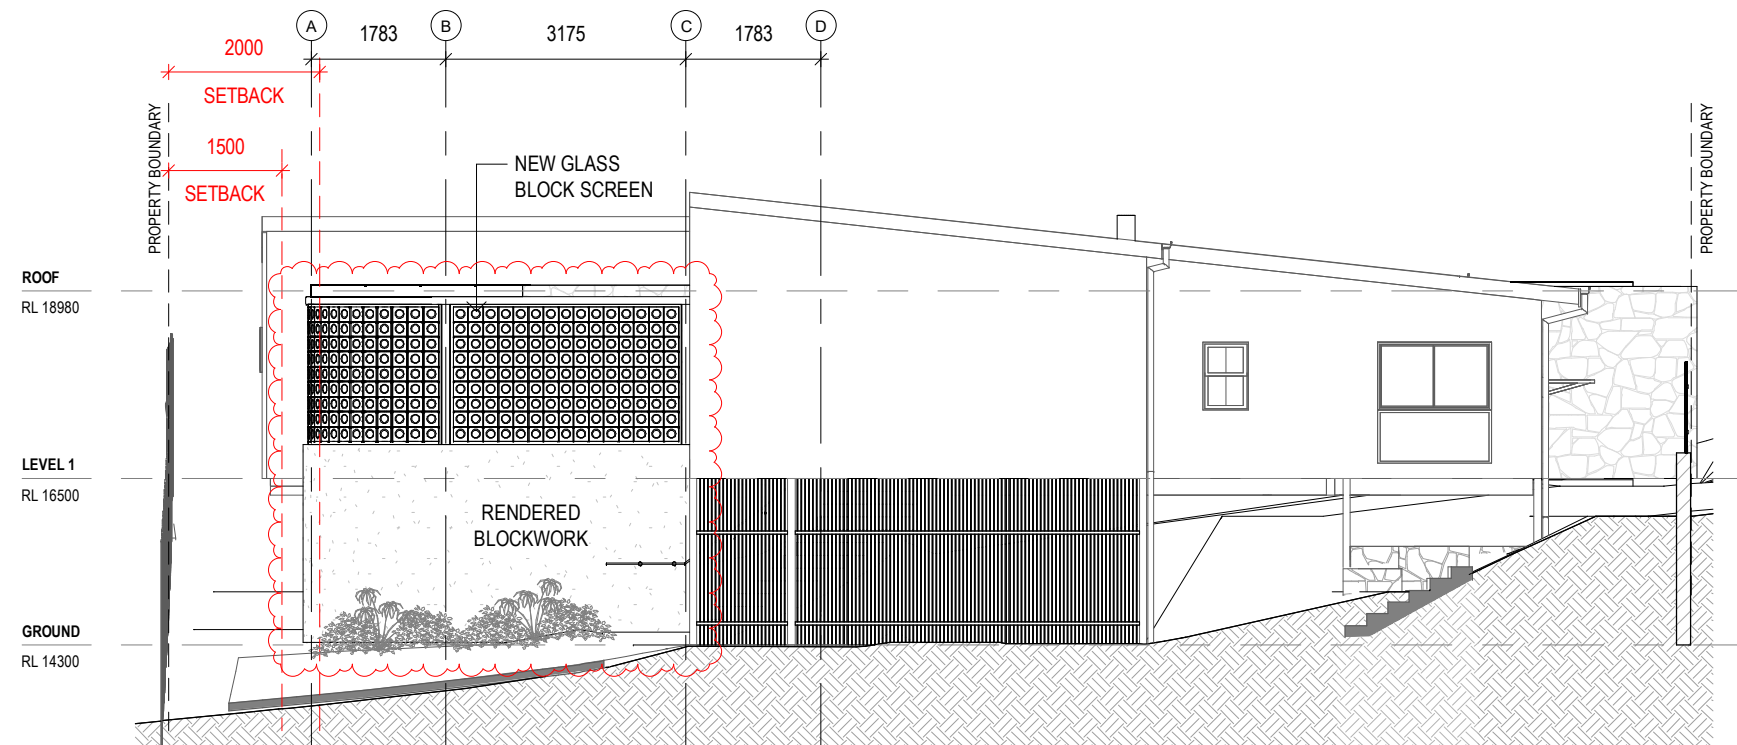 A B C D
1783 3175 1783
2000
SETBACK
1500
SETBACK
PROPERTY BOUNDARY
PROPERTY BOUNDARY
NEW GLASS
BLOCK SCREEN
ROOF
RL 18980
LEVEL 1
RL 16500
RENDERED
BLOCKWORK
GROUND
RL 14300